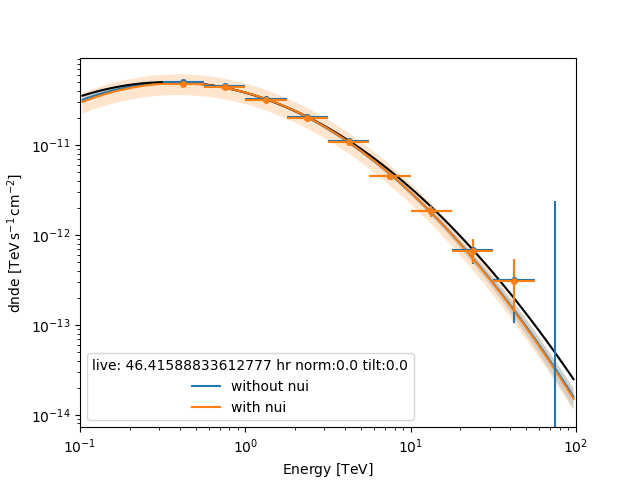 10⁻¹¹
10⁻¹²
10⁻¹³
10⁻¹⁴
dnde [TeV s⁻¹ cm⁻²]
live: 46.41588833612777 hr norm:0.0 tilt:0.0
without nui
with nui
10⁻¹ 10⁰ 10¹ 10²
Energy [TeV]